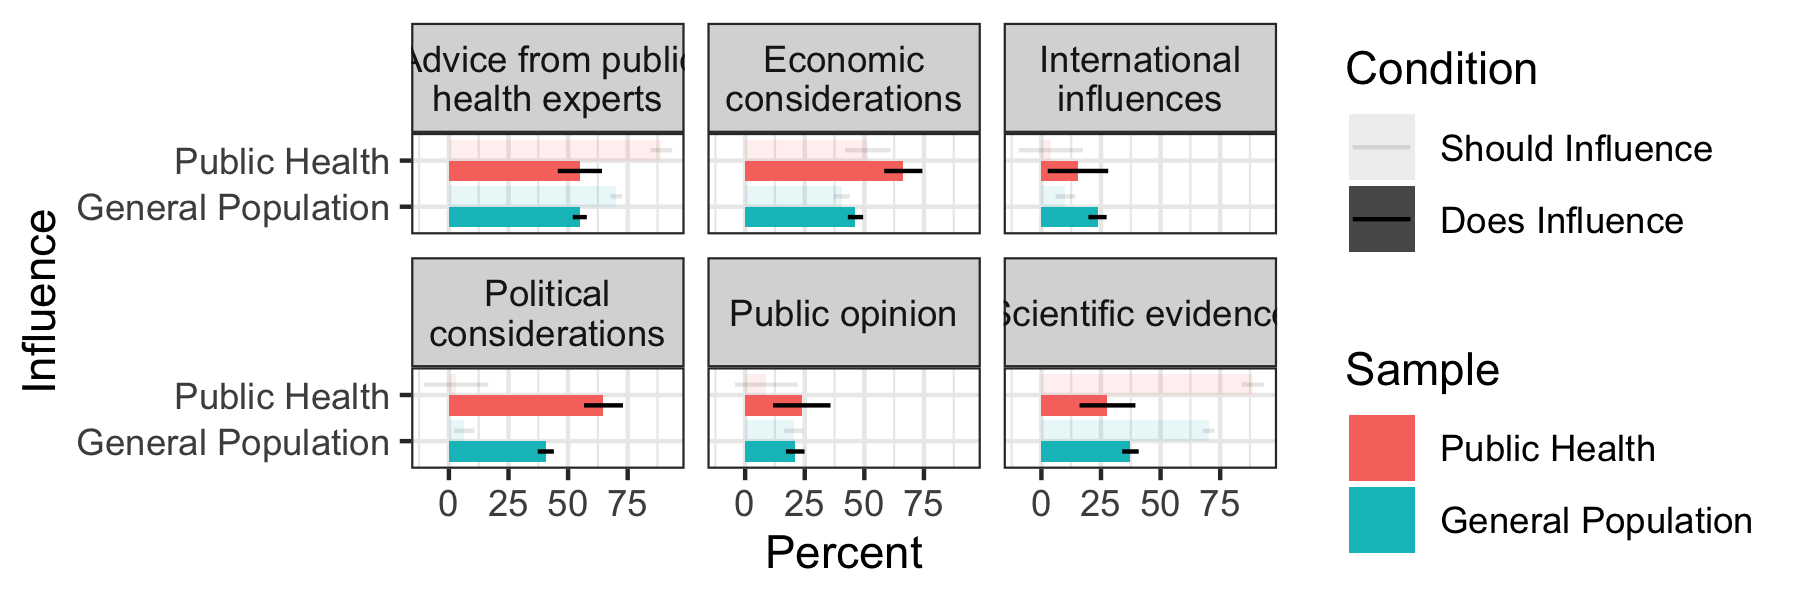 Advice from public
health experts
Economic
considerations
International
influences
Public Health
General Population
Political
considerations
Public opinion
Scientific evidence
Public Health
General Population
0 25 50 75
0 25 50 75
0 25 50 75
Percent
Influence
Condition
Should Influence
Does Influence
Sample
Public Health
General Population